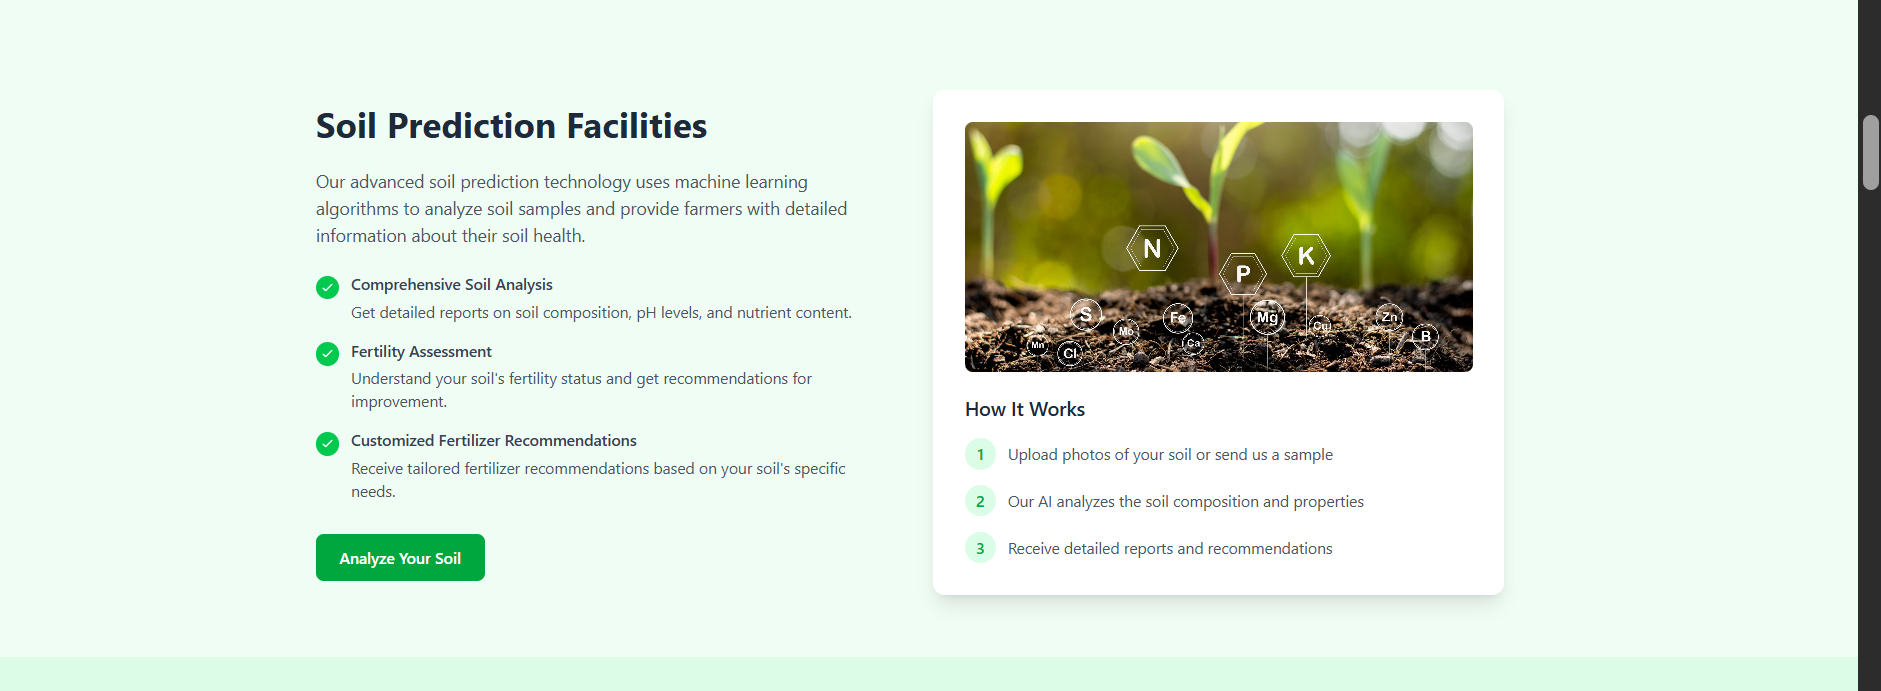 Soil Prediction Facilities
Our advanced soil prediction technology uses machine learning
algorithms to analyze soil samples and provide farmers with detailed
information about their soil health.
Comprehensive Soil Analysis
Get detailed reports on soil composition, pH levels, and nutrient content.
Fertility Assessment
Understand your soil's fertility status and get recommendations for
improvement.
Customized Fertilizer Recommendations
Receive tailored fertilizer recommendations based on your soil's specific
needs.
Analyze Your Soil
N
P
K
S
Mo
Fe
Ca
Mg
Cu
Zn
B
Mn
Cl
How It Works
1 Upload photos of your soil or send us a sample
2 Our AI analyzes the soil composition and properties
3 Receive detailed reports and recommendations